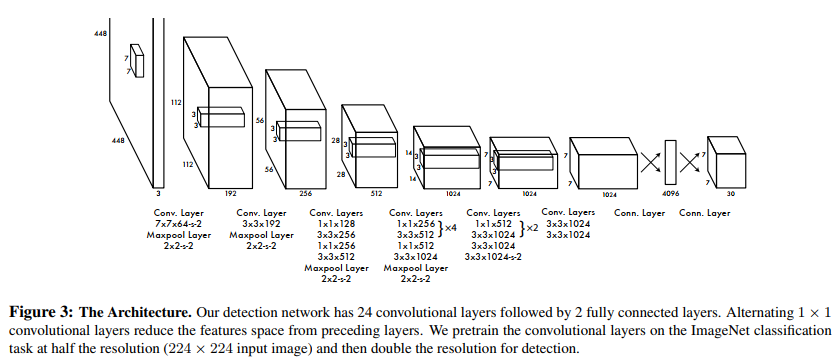 448
448
7
7
3
112
112
3
3
192
56
56
3
3
256
28
28
3
3
512
14
14
3
3
1024
7
7
3
3
1024
7
7
1024
4096
7
7
30
Conv. Layer
7x7x64-s-2
Maxpool Layer
2x2-s-2
Conv. Layer
3x3x192
Maxpool Layer
2x2-s-2
Conv. Layers
1x1x128
3x3x256
1x1x256
3x3x512
Maxpool Layer
2x2-s-2
Conv. Layers
1x1x256
3x3x512 }×4
1x1x512
3x3x1024
Maxpool Layer
2x2-s-2
Conv. Layers
1x1x512
3x3x1024 }×2
3x3x1024
3x3x1024-s-2
Conv. Layers
3x3x1024
3x3x1024
Conn. Layer
Conn. Layer
Figure 3: The Architecture. Our detection network has 24 convolutional layers followed by 2 fully connected layers. Alternating 1 × 1
convolutional layers reduce the features space from preceding layers. We pretrain the convolutional layers on the ImageNet classification
task at half the resolution (224 × 224 input image) and then double the resolution for detection.